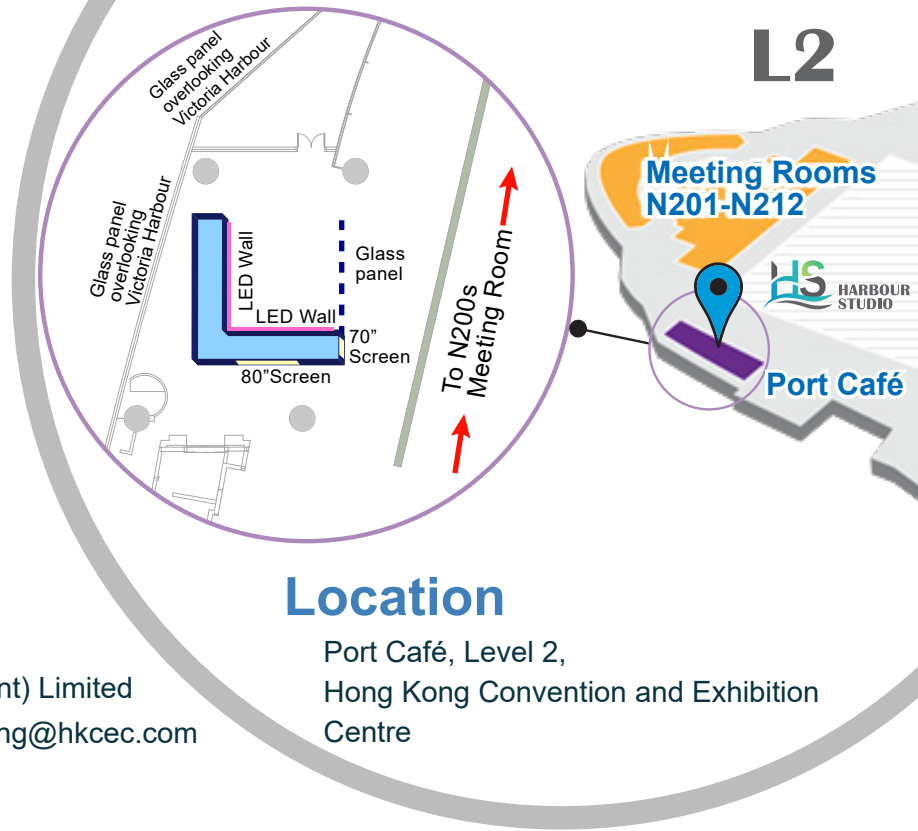 L2
Glass panel
overlooking
Victoria Harbour
Glass panel
overlooking
Victoria Harbour
LED Wall
LED Wall
Glass
panel
70”
Screen
80”Screen
To N200s
Meeting Room
Meeting Rooms
N201-N212
HS HARBOUR
STUDIO
Port Café
Location
Port Café, Level 2,
Hong Kong Convention and Exhibition
Centre
nt) Limited
ng@hkcec.com